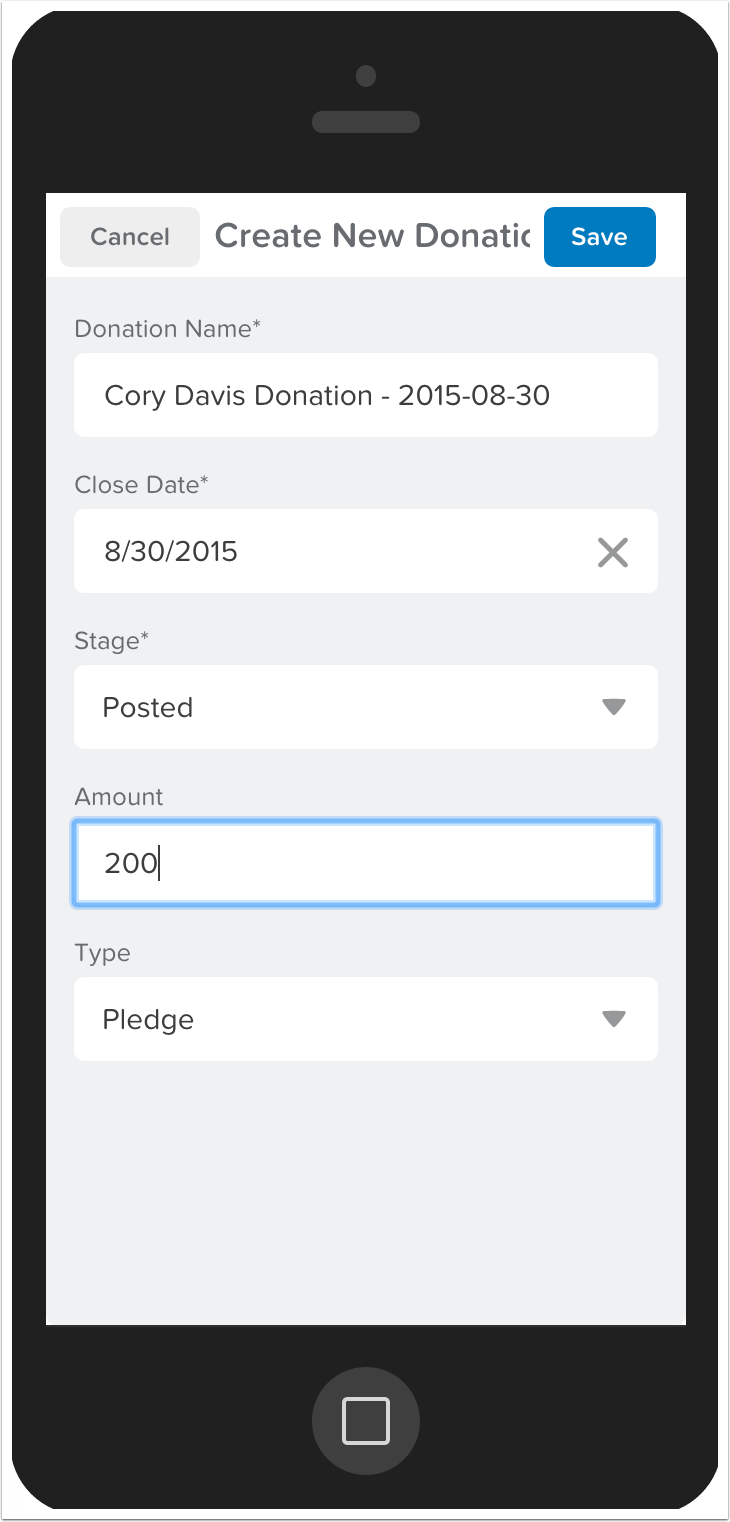 Cancel Create New Donatic Save
Donation Name*
Cory Davis Donation - 2015-08-30
Close Date*
8/30/2015
Stage*
Posted
Amount
200
Type
Pledge